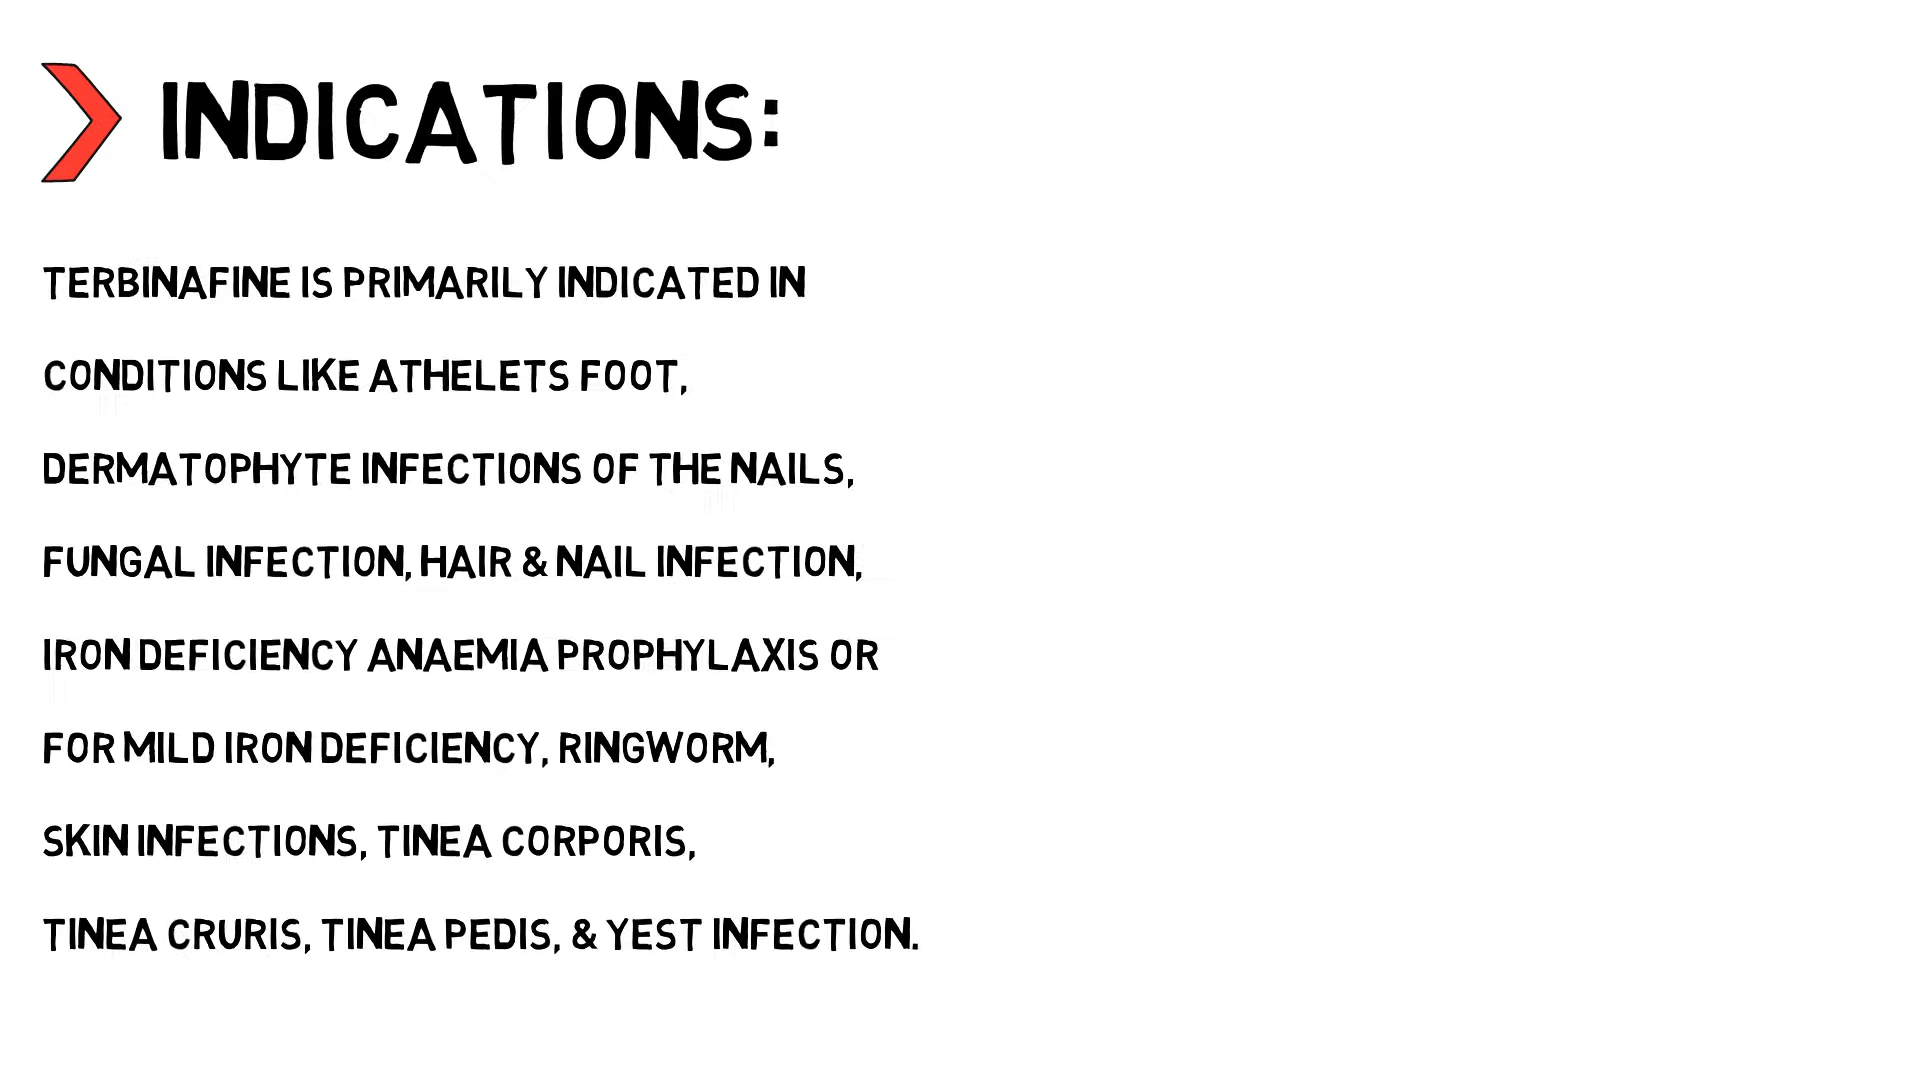 INDICATIONS:
TERBINAFINE IS PRIMARILY INDICATED IN
CONDITIONS LIKE ATHELETS FOOT,
DERMATOPHYTE INFECTIONS OF THE NAILS,
FUNGAL INFECTION, HAIR & NAIL INFECTION,
IRON DEFICIENCY ANAEMIA PROPHYLAXIS OR
FOR MILD IRON DEFICIENCY, RINGWORM,
SKIN INFECTIONS, TINEA CORPORIS,
TINEA CRURIS, TINEA PEDIS, & YEST INFECTION.